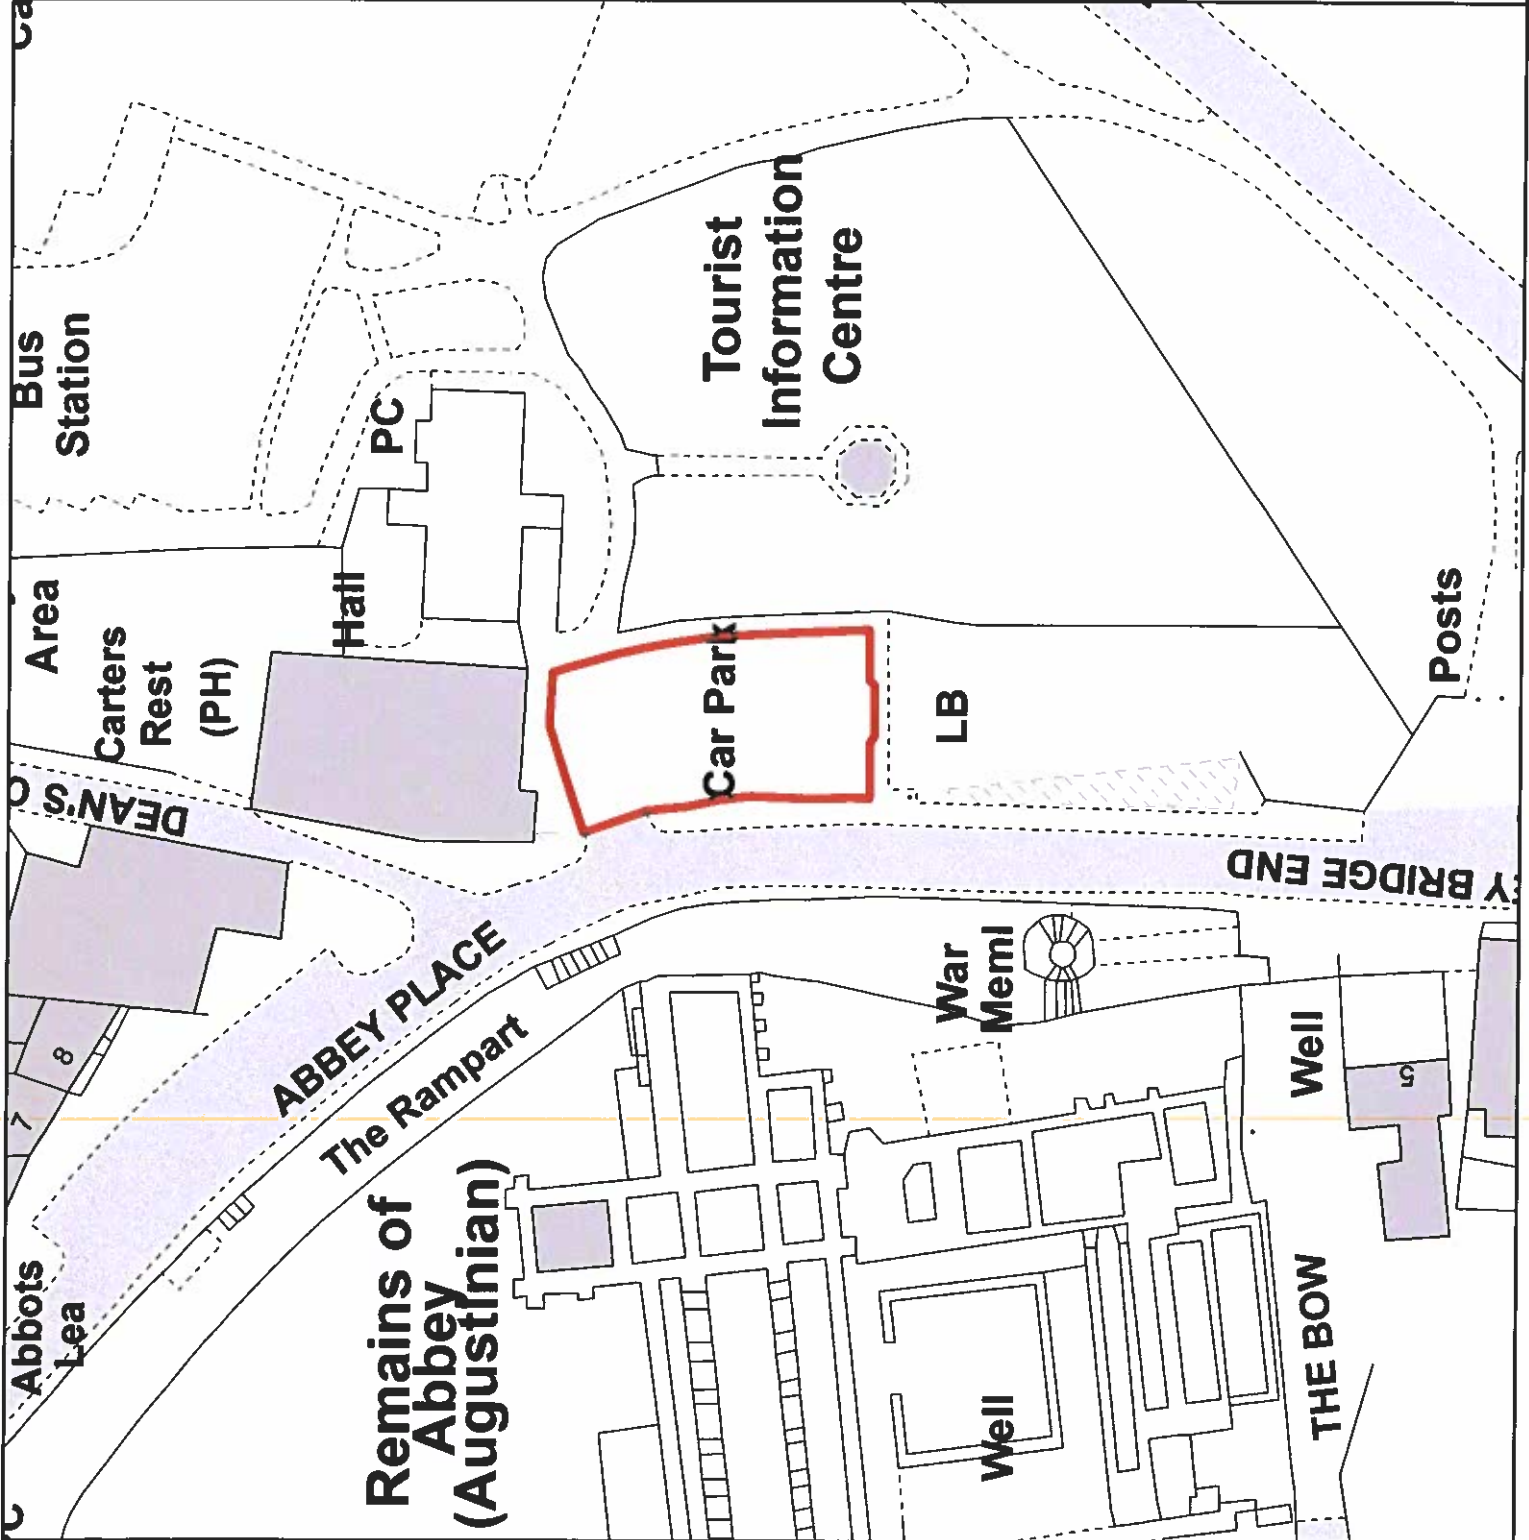 Bus
Station
PC
Tourist
Information
Centre
Area
Carters
Rest
(PH)
Hall
Car Park
LB
Posts
DEAN'S
Y BRIDGE END
ABBEY PLACE
The Rampart
War
Meml
8
7
Well
5
Remains of
Abbey
(Augustinian)
Abbots
Lea
Well
THE BOW